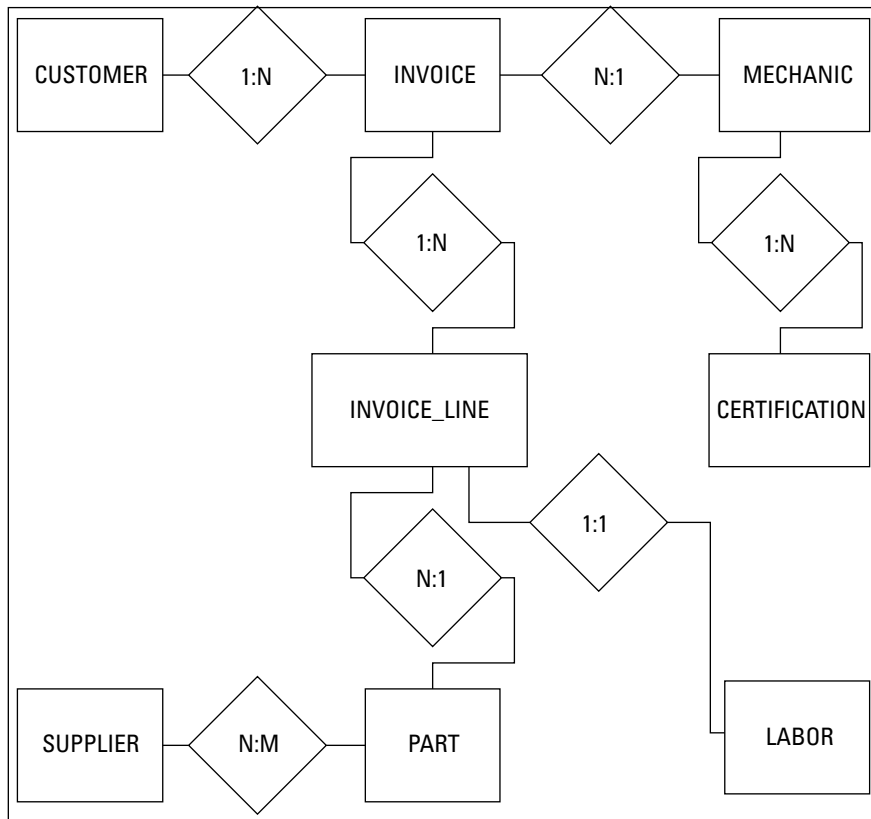 CUSTOMER
1:N
INVOICE
N:1
MECHANIC
1:N
1:N
INVOICE_LINE
CERTIFICATION
1:1
N:1
SUPPLIER
N:M
PART
LABOR